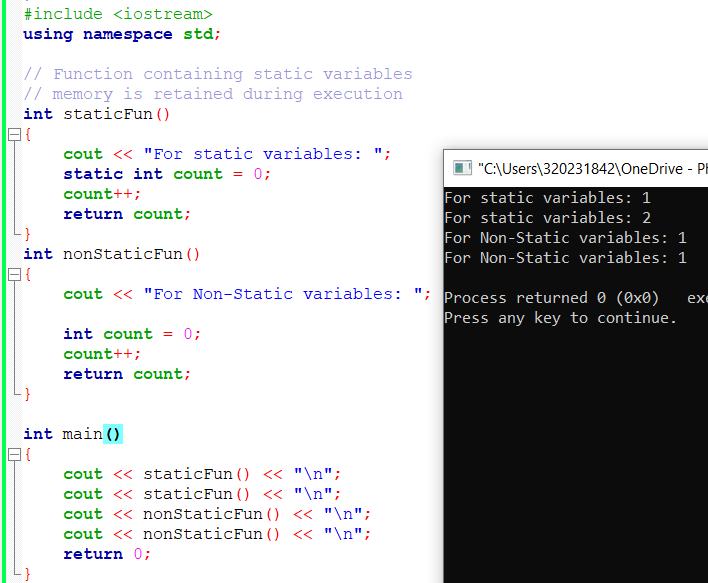 #include <iostream>
using namespace std;
// Function containing static variables
// memory is retained during execution
int staticFun()
{
cout << "For static variables: ";
static int count = 0;
count++;
return count;
}
int nonStaticFun()
{
cout << "For Non-Static variables: ";
int count = 0;
count++;
return count;
}
int main()
{
cout << staticFun() << "\n";
cout << staticFun() << "\n";
cout << nonStaticFun() << "\n";
cout << nonStaticFun() << "\n";
return 0;
}
"C:\Users\320231842\OneDrive - Ph
For static variables: 1
For static variables: 2
For Non-Static variables: 1
For Non-Static variables: 1
Process returned 0 (0x0)   exe
Press any key to continue.